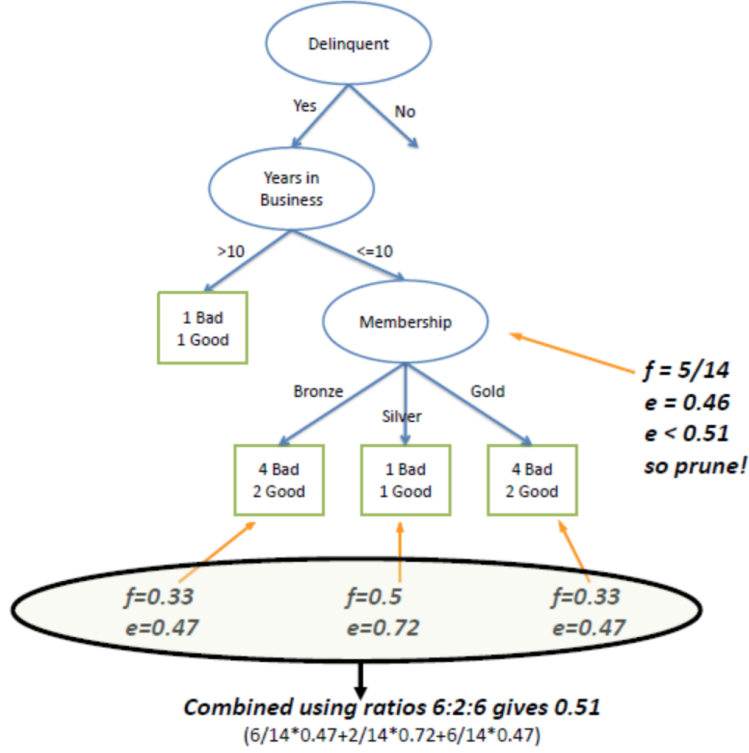 Delinquent
Yes
No
Years in
Business
>10
<=10
1 Bad
1 Good
Membership
f = 5/14
e = 0.46
e < 0.51
so prune!
Bronze
Silver
Gold
4 Bad
2 Good
1 Bad
1 Good
4 Bad
2 Good
f=0.33
e=0.47
f=0.5
e=0.72
f=0.33
e=0.47
Combined using ratios 6:2:6 gives 0.51
(6/14*0.47+2/14*0.72+6/14*0.47)